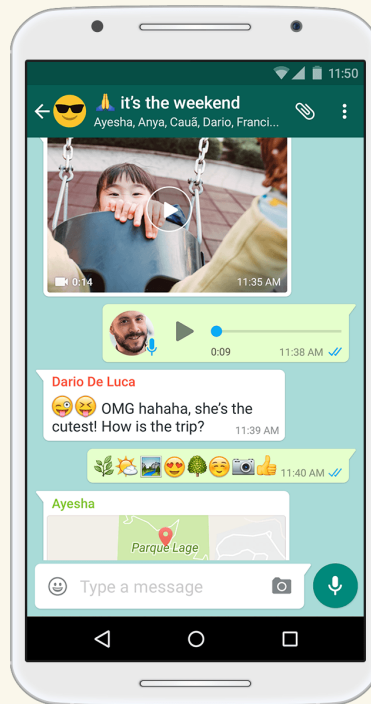 11:50
🙏 it's the weekend
Ayesha, Anya, Cauã, Dario, Franci...
0:14 11:35 AM
0:09 11:38 AM
Dario De Luca
😜😝 OMG hahaha, she's the
cutest! How is the trip?
11:39 AM
🌿🌤️🏞️😍🌳☺️📷👍 11:40 AM
Ayesha
Parque Lage
Type a message